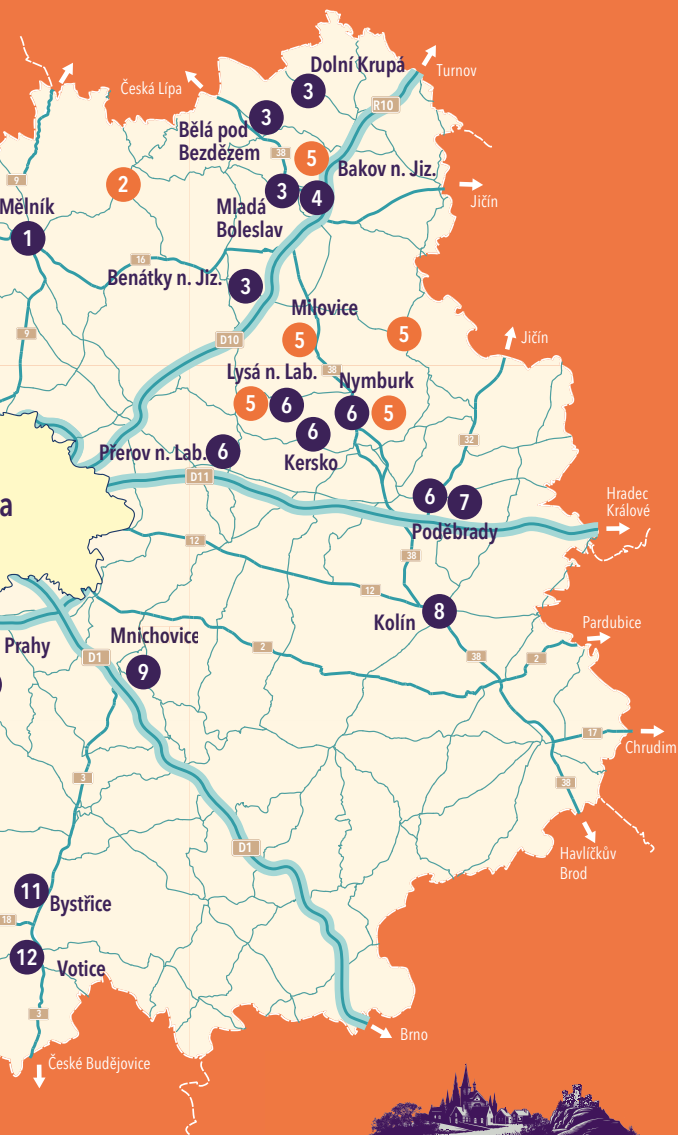 Dolní Krupá
Turnov
Česká Lípa
3
R10
3
Bělá pod
Bezdězem
38
5
Bakov n. Jiz.
9
2
3
4
Jičín
Mělník
Mladá
Boleslav
1
16
Benátky n. Jiz.
3
Milovice
9
D10
5
5
Jičín
Lysá n. Lab.
38
Nymburk
5
6
6
5
6
32
Přerov n. Lab.
6
Kersko
D11
6
7
Hradec
Králové
a
Poděbrady
12
38
12
8
Kolín
Pardubice
Prahy
Mnichovice
2
D1
38
2
9
17
Chrudim
3
38
D1
Havlíčkův
Brod
11
Bystřice
18
12
Votice
3
Brno
České Budějovice